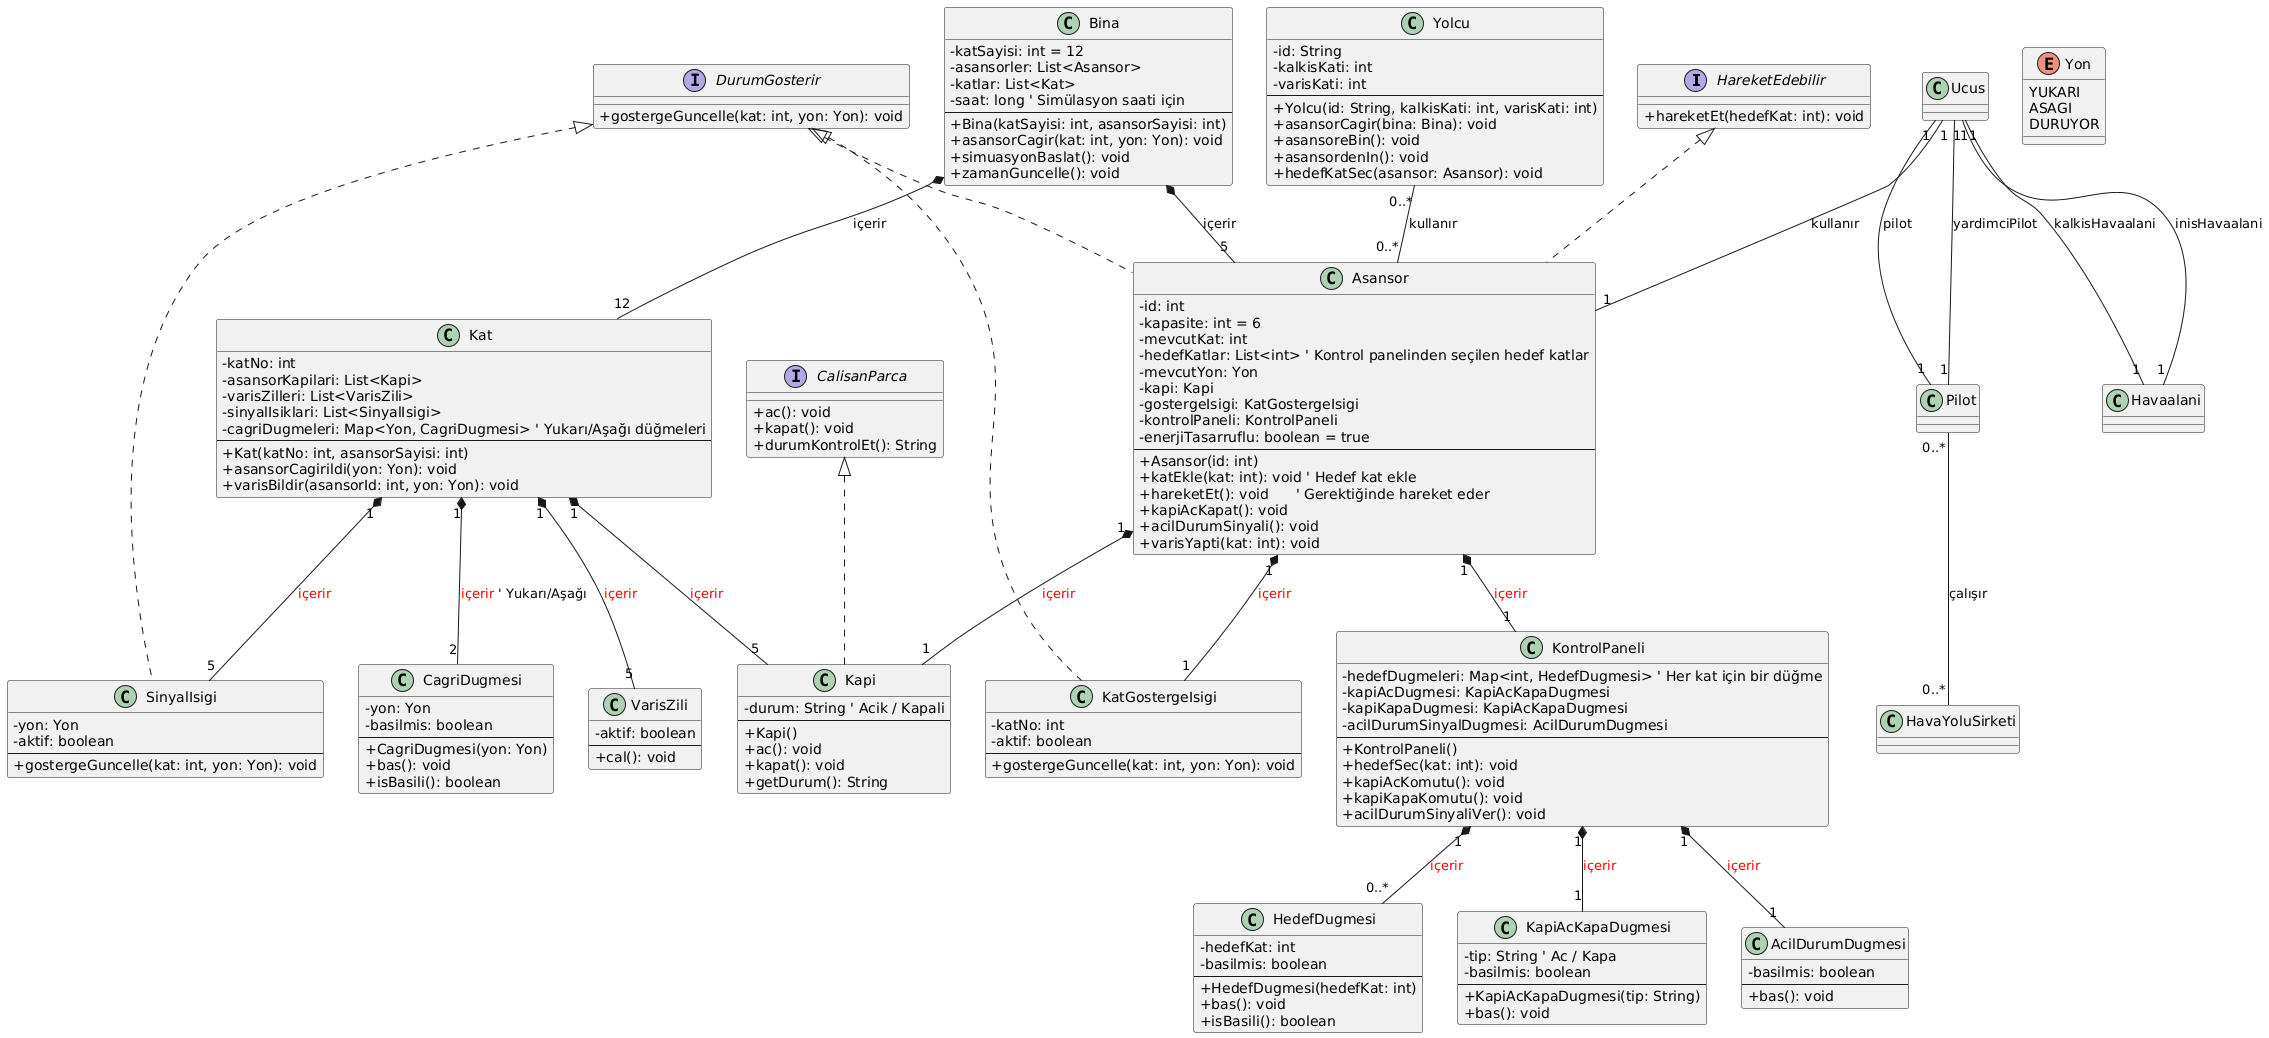 Bina
-katSayisi: int = 12
-asansorler: List<Asansor>
-katlar: List<Kat>
-saat: long ' Simülasyon saati için
+Bina(katSayisi: int, asansorSayisi: int)
+asansorCagir(kat: int, yon: Yon): void
+simuasyonBaslat(): void
+zamanGuncelle(): void
Yolcu
-id: String
-kalkisKati: int
-varisKati: int
+Yolcu(id: String, kalkisKati: int, varisKati: int)
+asansorCagir(bina: Bina): void
+asansoreBin(): void
+asansordenIn(): void
+hedefKatSec(asansor: Asansor): void
DurumGosterir
+gostergeGuncelle(kat: int, yon: Yon): void
HareketEdebilir
+hareketEt(hedefKat: int): void
Ucus
Yon
YUKARI
ASAGI
DURUYOR
1
1
1
1
1
0..*
içerir
içerir
kullanır
kullanır
pilot
yardimciPilot
kalkisHavaalani
inisHavaalani
12
5
0..*
1
1
1
1
1
Asansor
-id: int
-kapasite: int = 6
-mevcutKat: int
-hedefKatlar: List<int> ' Kontrol panelinden seçilen hedef katlar
-mevcutYon: Yon
-kapi: Kapi
-gostergeIsigi: KatGostergeIsigi
-kontrolPaneli: KontrolPaneli
-enerjiTasarruflu: boolean = true
+Asansor(id: int)
+katEkle(kat: int): void ' Hedef kat ekle
+hareketEt(): void      ' Gerektiğinde hareket eder
+kapiAcKapat(): void
+acilDurumSinyali(): void
+varisYapti(kat: int): void
Kat
-katNo: int
-asansorKapilari: List<Kapi>
-varisZilleri: List<VarisZili>
-sinyalIsiklari: List<SinyalIsigi>
-cagriDugmeleri: Map<Yon, CagriDugmesi> ' Yukarı/Aşağı düğmeleri
+Kat(katNo: int, asansorSayisi: int)
+asansorCagirildi(yon: Yon): void
+varisBildir(asansorId: int, yon: Yon): void
CalisanParca
+ac(): void
+kapat(): void
+durumKontrolEt(): String
Pilot
Havaalani
1
1
1
1
1
1
1
0..*
içerir
içerir ' Yukarı/Aşağı
içerir
içerir
içerir
içerir
içerir
çalışır
5
2
5
5
1
1
1
0..*
SinyalIsigi
-yon: Yon
-aktif: boolean
+gostergeGuncelle(kat: int, yon: Yon): void
CagriDugmesi
-yon: Yon
-basilmis: boolean
+CagriDugmesi(yon: Yon)
+bas(): void
+isBasili(): boolean
VarisZili
-aktif: boolean
+cal(): void
Kapi
-durum: String ' Acik / Kapali
+Kapi()
+ac(): void
+kapat(): void
+getDurum(): String
KatGostergeIsigi
-katNo: int
-aktif: boolean
+gostergeGuncelle(kat: int, yon: Yon): void
KontrolPaneli
-hedefDugmeleri: Map<int, HedefDugmesi> ' Her kat için bir düğme
-kapiAcDugmesi: KapiAcKapaDugmesi
-kapiKapaDugmesi: KapiAcKapaDugmesi
-acilDurumSinyalDugmesi: AcilDurumDugmesi
+KontrolPaneli()
+hedefSec(kat: int): void
+kapiAcKomutu(): void
+kapiKapaKomutu(): void
+acilDurumSinyaliVer(): void
HavaYoluSirketi
1
1
1
içerir
içerir
içerir
0..*
1
1
HedefDugmesi
-hedefKat: int
-basilmis: boolean
+HedefDugmesi(hedefKat: int)
+bas(): void
+isBasili(): boolean
KapiAcKapaDugmesi
-tip: String ' Ac / Kapa
-basilmis: boolean
+KapiAcKapaDugmesi(tip: String)
+bas(): void
AcilDurumDugmesi
-basilmis: boolean
+bas(): void